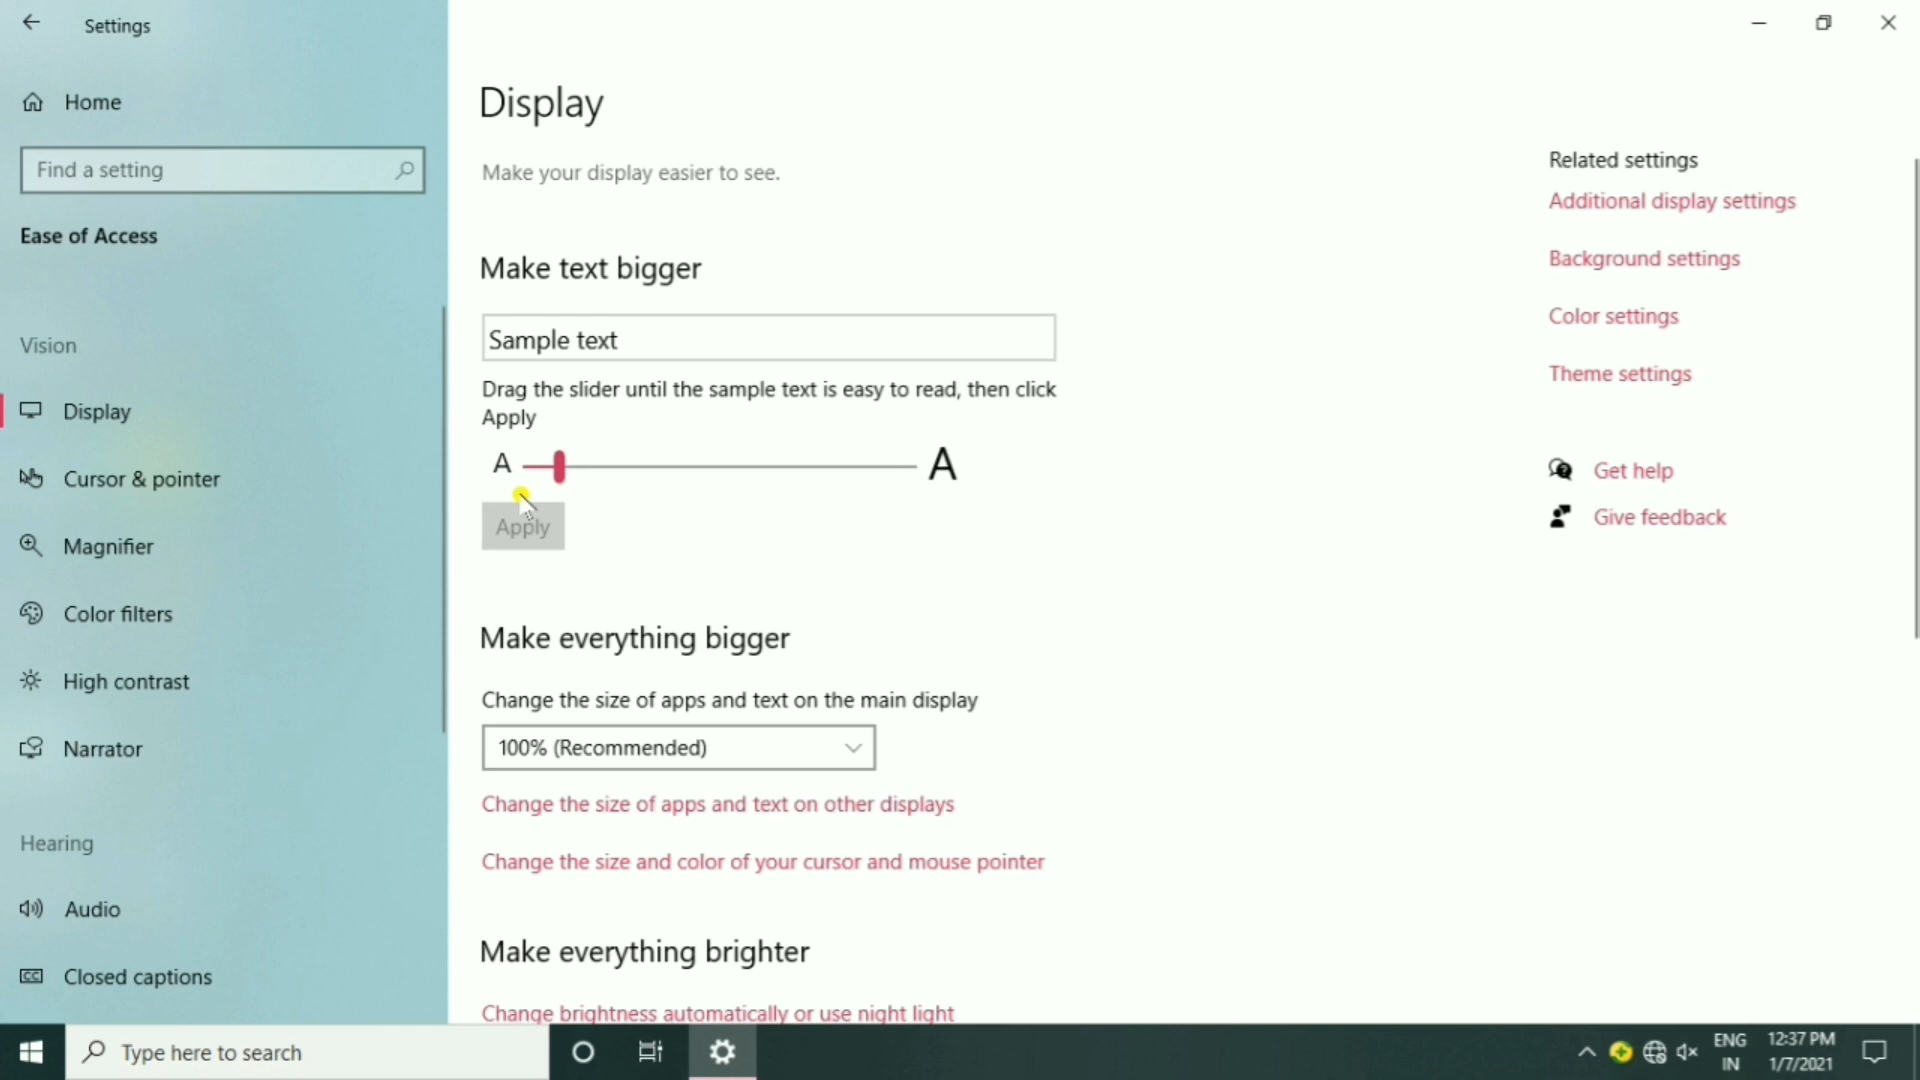 Settings
Home
Find a setting
Ease of Access
Vision
Display
Cursor & pointer
Magnifier
Color filters
High contrast
Narrator
Hearing
Audio
Closed captions
Display
Make your display easier to see.
Make text bigger
Sample text
Drag the slider until the sample text is easy to read, then click
Apply
A A
Apply
Make everything bigger
Change the size of apps and text on the main display
100% (Recommended)
Change the size of apps and text on other displays
Change the size and color of your cursor and mouse pointer
Make everything brighter
Change brightness automatically or use night light
Related settings
Additional display settings
Background settings
Color settings
Theme settings
Get help
Give feedback
Type here to search
ENG
IN
12:37 PM
1/7/2021